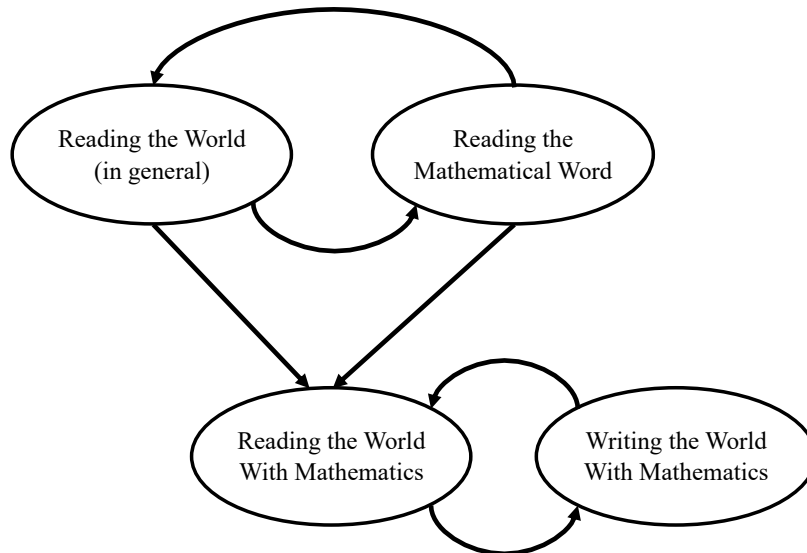 Reading the World
(in general)
Reading the
Mathematical Word
Reading the World
With Mathematics
Writing the World
With Mathematics